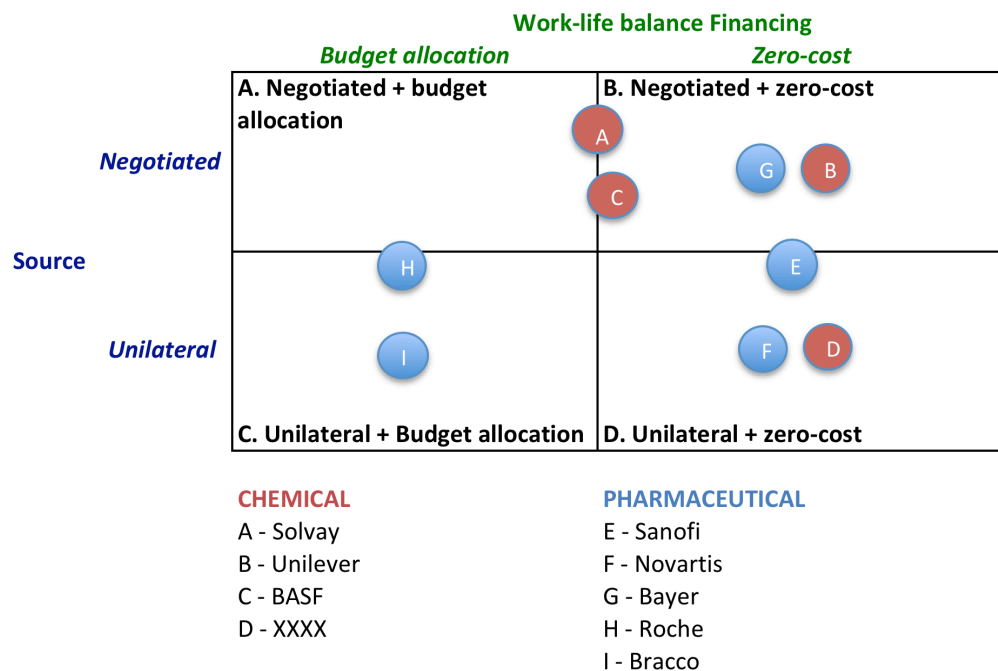 Work-life balance Financing
Budget allocation
Zero-cost
A. Negotiated + budget
allocation
B. Negotiated + zero-cost
Negotiated
A
G
B
C
Source
H
E
Unilateral
I
F
D
C. Unilateral + Budget allocation
D. Unilateral + zero-cost
CHEMICAL
A - Solvay
B - Unilever
C - BASF
D - XXXX
PHARMACEUTICAL
E - Sanofi
F - Novartis
G - Bayer
H - Roche
I - Bracco